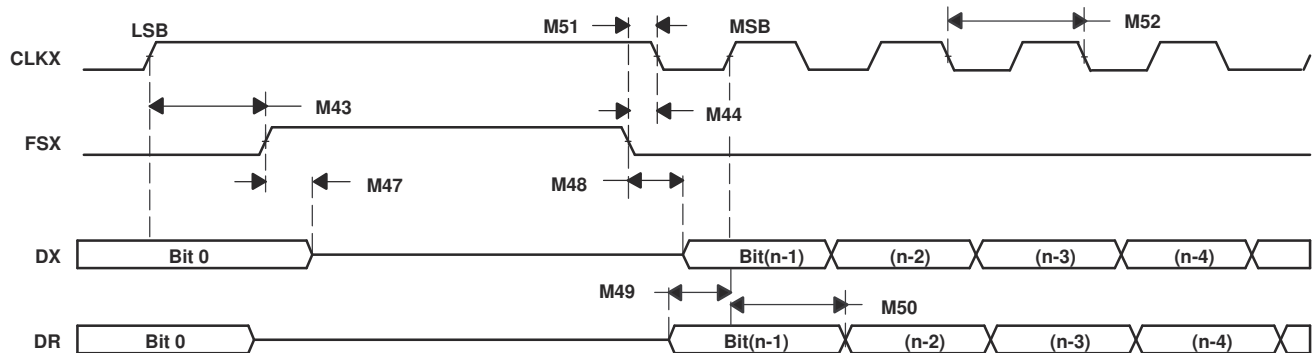 LSB
M51
MSB
M52
CLKX
M43
M44
FSX
M47
M48
DX
Bit 0
Bit(n-1)
(n-2)
(n-3)
(n-4)
M49
M50
DR
Bit 0
Bit(n-1)
(n-2)
(n-3)
(n-4)